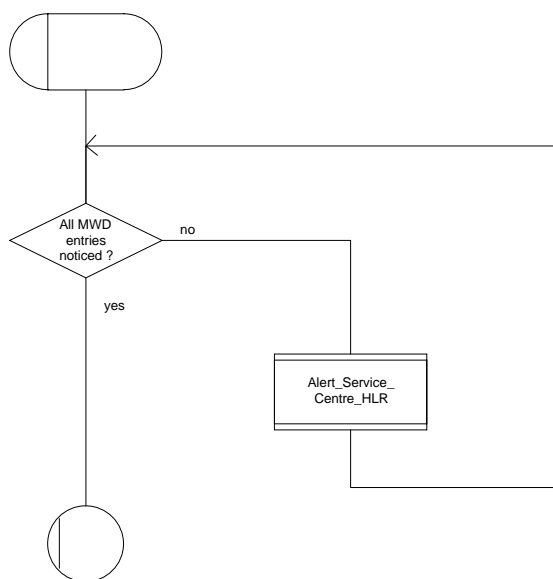 All MWD
entries
noticed ?
no
yes
Alert_Service_
Centre_HLR